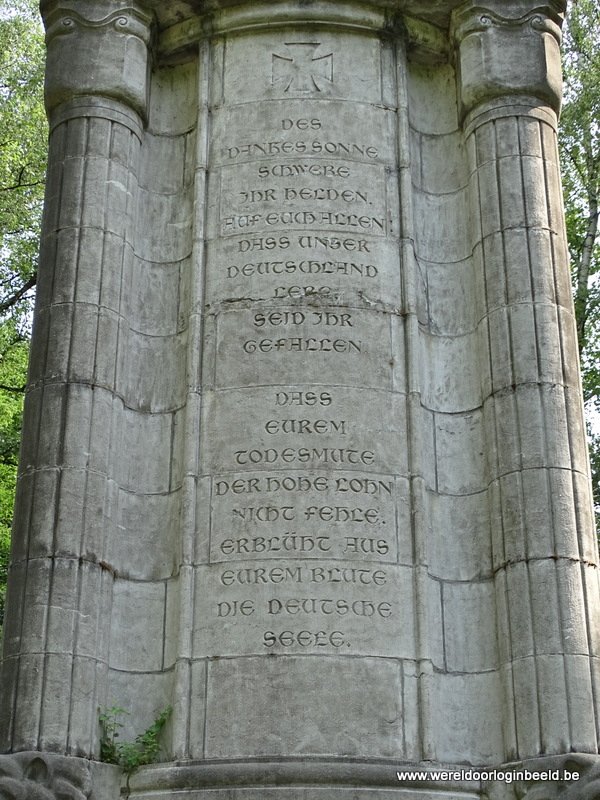 DES
DANKES SONNE
SCHWEBE
IHR HELDEN,
AUF EUCH ALLEN
DASS UNSER
DEUTSCHLAND
LEBE
SEID IHR
GEFALLEN.
DASS
EUREM
TODESMUTE
DER HOHE LOHN
NICHT FEHLE,
ERBLÜHT AUS
EUREM BLUTE
DIE DEUTSCHE
SEELE.
www.wereldoorloginbeeld.be